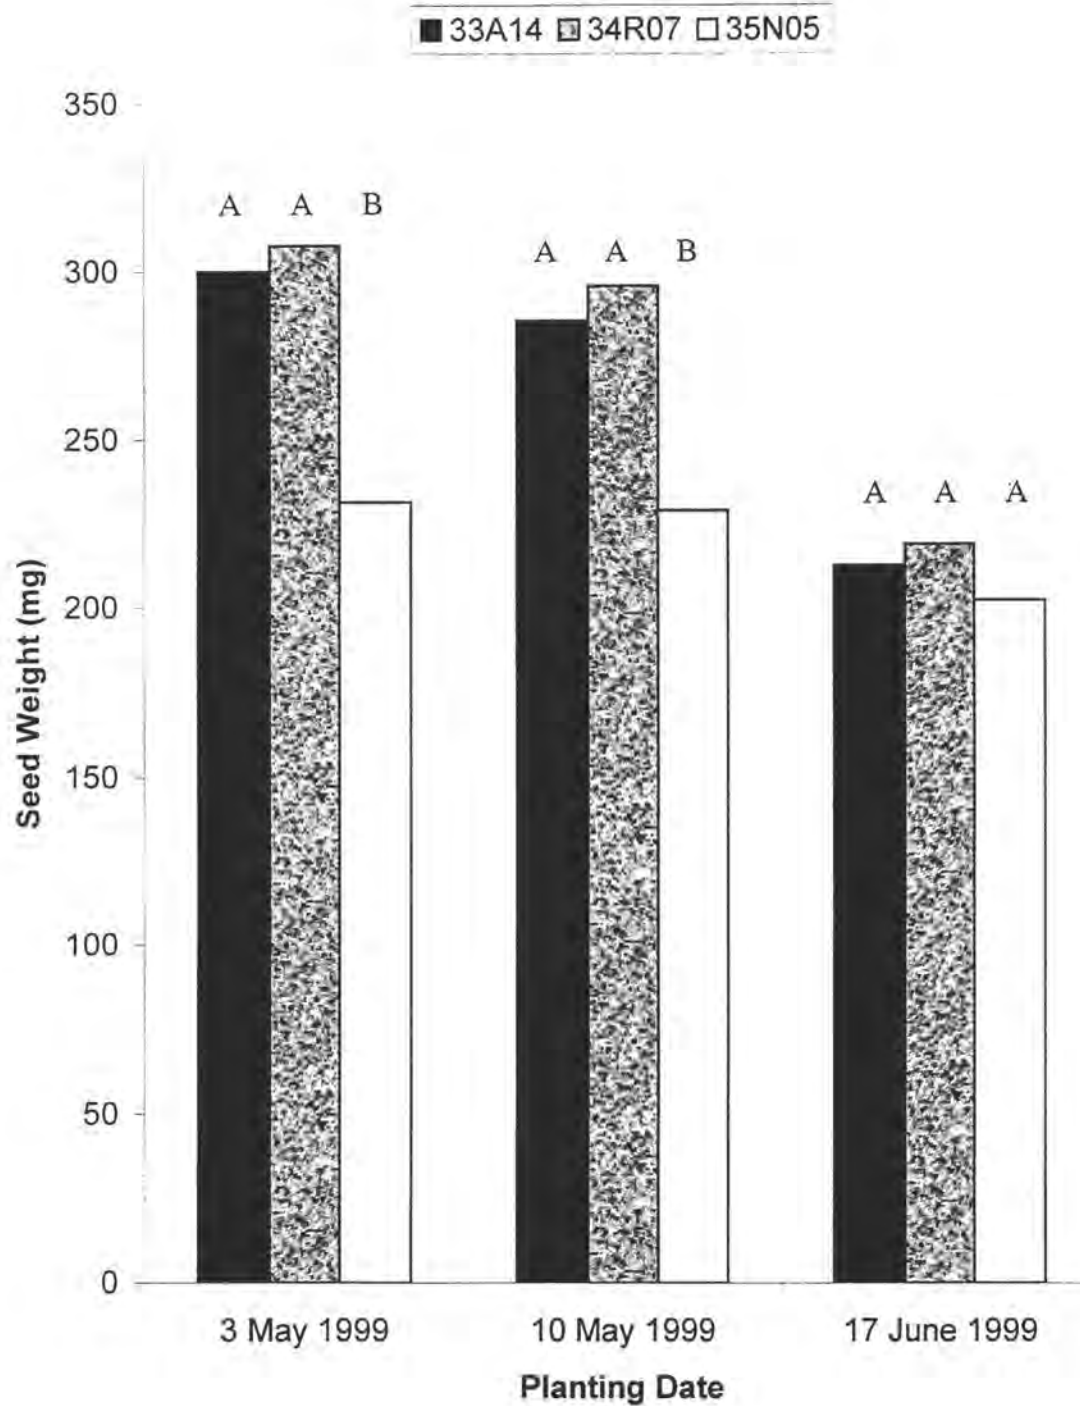 33A14 34R07 35N05
350
A A B
300
A A B
250
A A A
200
150
100
50
0
Seed Weight (mg)
3 May 1999 10 May 1999 17 June 1999
Planting Date